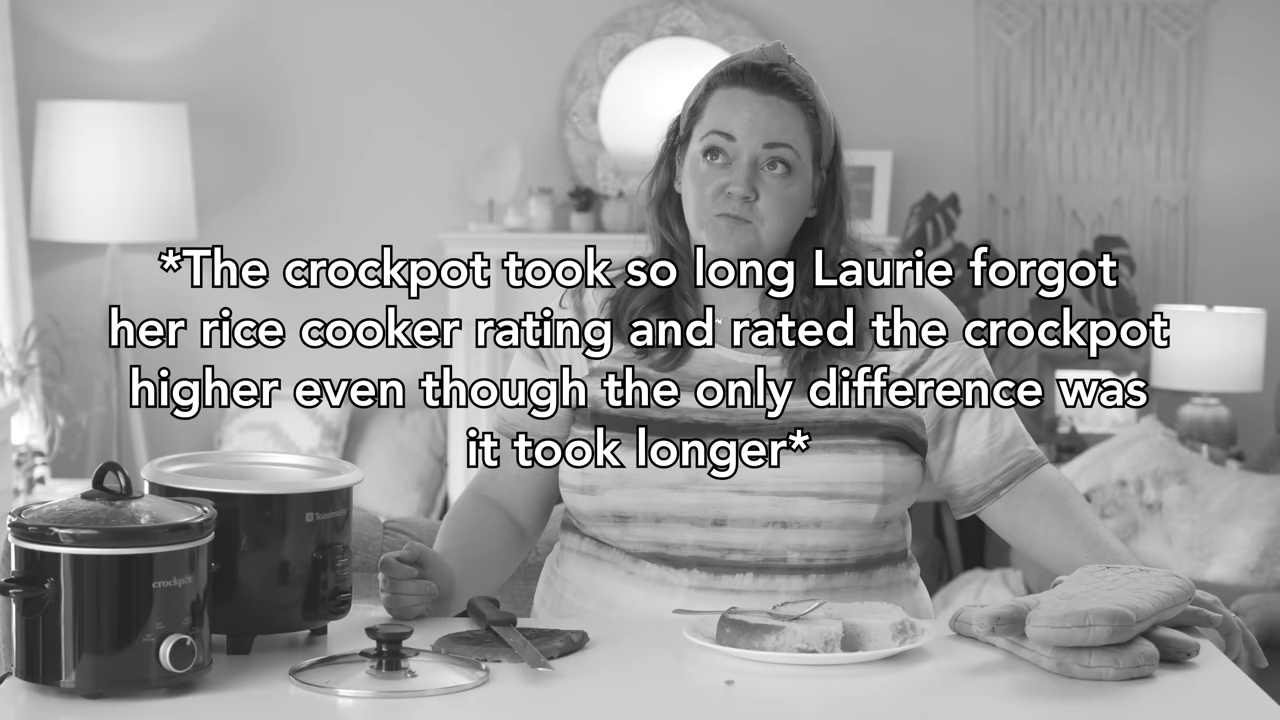 *The crockpot took so long Laurie forgot
her rice cooker rating and rated the crockpot
higher even though the only difference was
it took longer*
crockpot